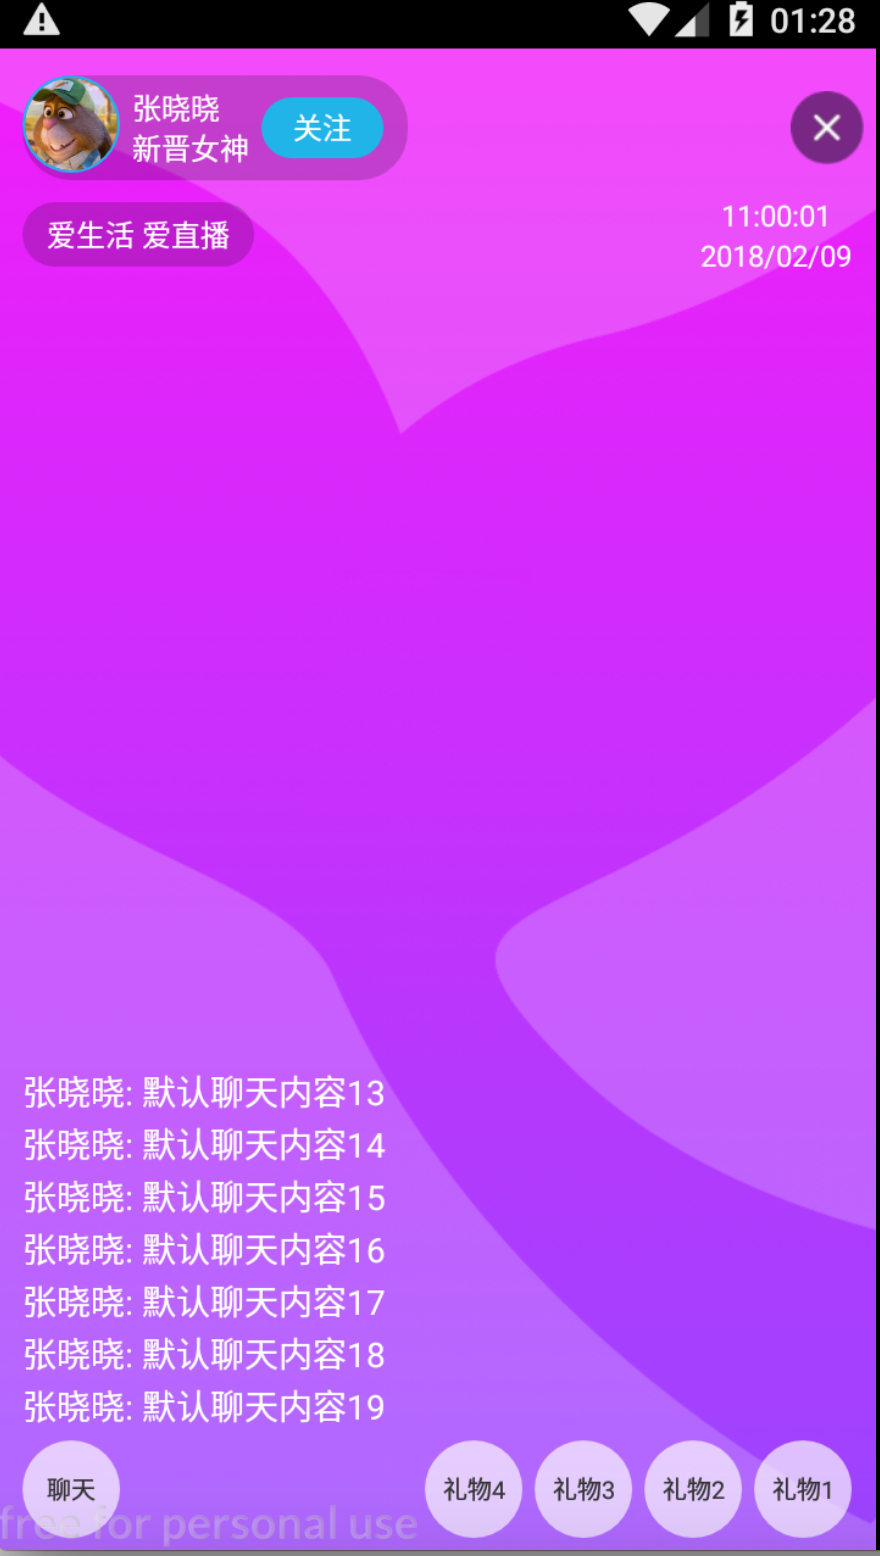 01:28
张晓晓
新晋女神
关注
爱生活 爱直播
11:00:01
2018/02/09
张晓晓: 默认聊天内容13
张晓晓: 默认聊天内容14
张晓晓: 默认聊天内容15
张晓晓: 默认聊天内容16
张晓晓: 默认聊天内容17
张晓晓: 默认聊天内容18
张晓晓: 默认聊天内容19
聊天 礼物4 礼物3 礼物2 礼物1
free for personal use